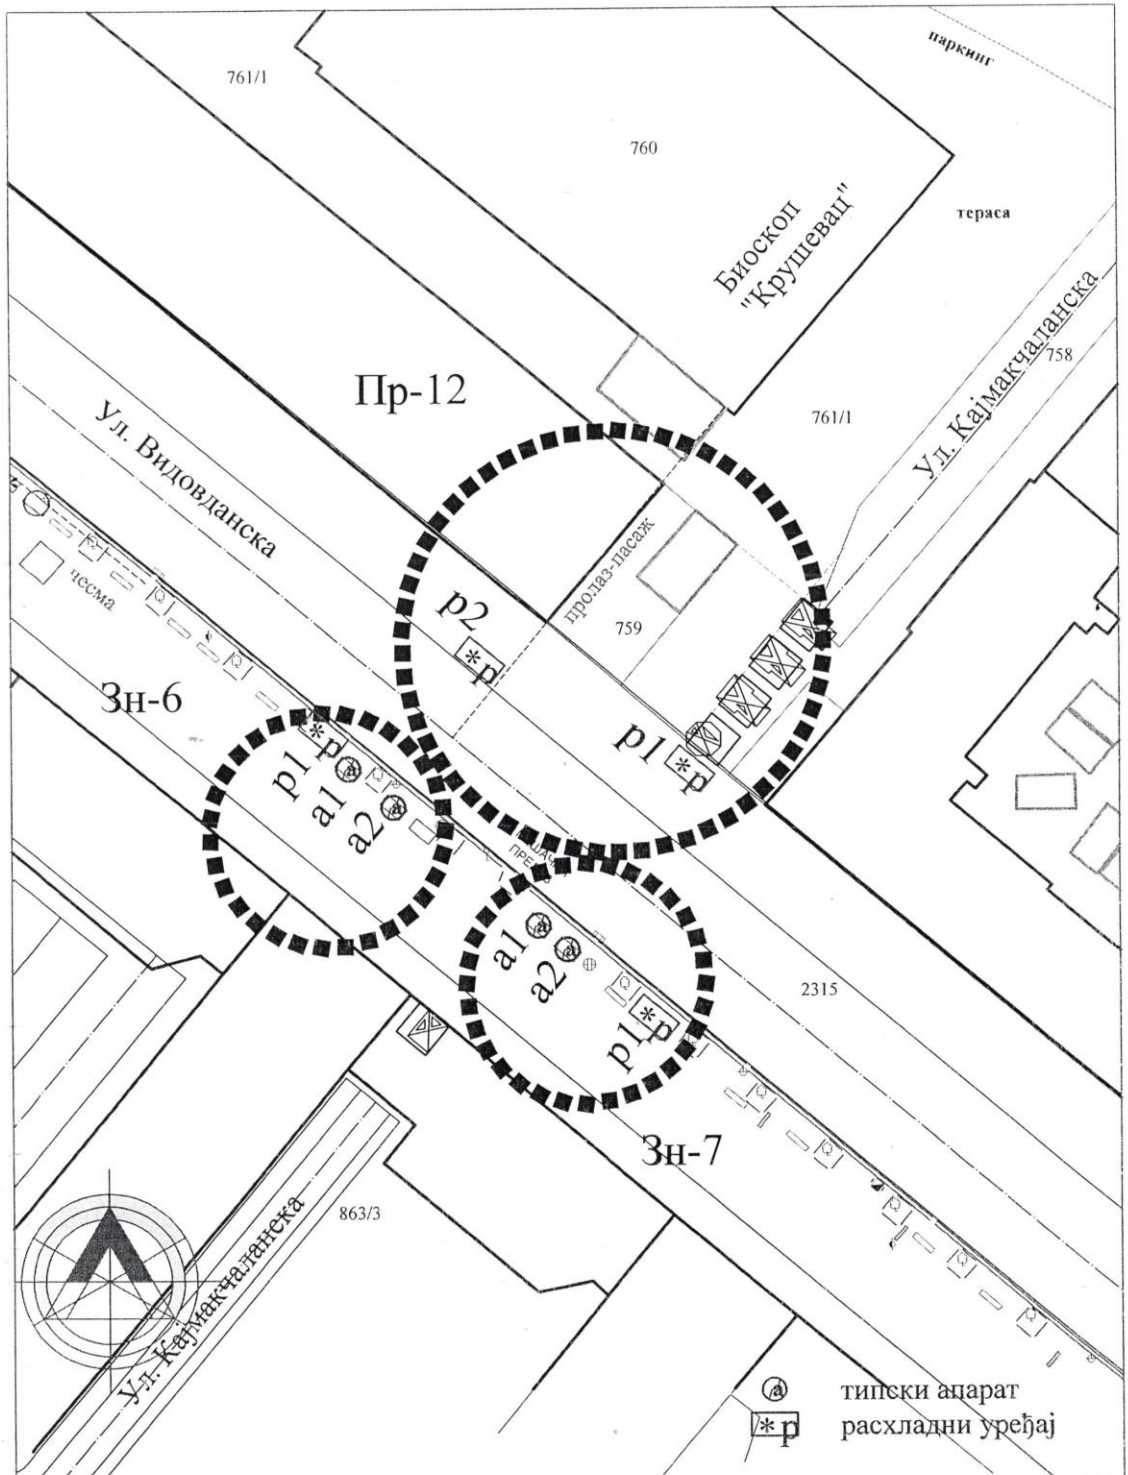 паркинг
761/1
760
тераса
Биоскоп
"Крушевац"
Ул. Кајмакчаланска
758
Пр-12
761/1
Ул. Видовданска
пролаз-пасаж
чесма
р2
759
*р
Зн-6
*р
р1
р1
*р
а
а1
а
а2
ПРЕ
а
а1
а
а2
2315
*р
р1
Зн-7
863/3
Ул. Кајмакчаланска
а типски апарат
*р расхладни уређај